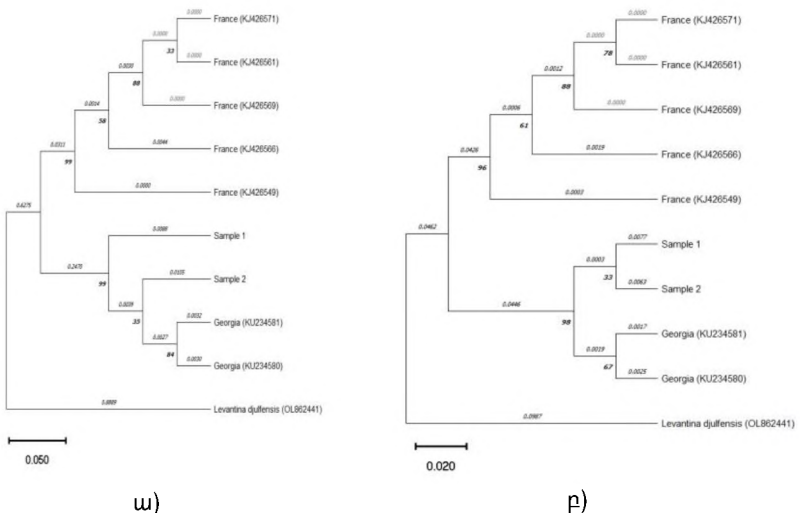 0.0000
France (KJ426571)
0.0000
33
0.0000
France (KJ426561)
0.0030
88
0.0000
France (KJ426569)
0.0014
58
0.0044
France (KJ426566)
0.0311
99
0.0000
France (KJ426549)
0.6275
0.0088
Sample 1
0.2470
99
Sample 2
35
0.0032
Georgia (KU234581)
0.0027
84
0.0030
Georgia (KU234580)
Levantina djulfensis (OL862441)
0.050
ա)
0.0000
France (KJ426571)
0.0000
78
0.0000
France (KJ426561)
0.0012
88
0.0000
France (KJ426569)
0.0006
61
0.0019
France (KJ426566)
0.0426
96
0.0003
France (KJ426549)
0.0462
0.0077
Sample 1
0.0003
33
0.0063
Sample 2
0.0446
98
0.0017
Georgia (KU234581)
0.0019
67
0.0025
Georgia (KU234580)
0.0967
Levantina djulfensis (OL862441)
0.020
բ)